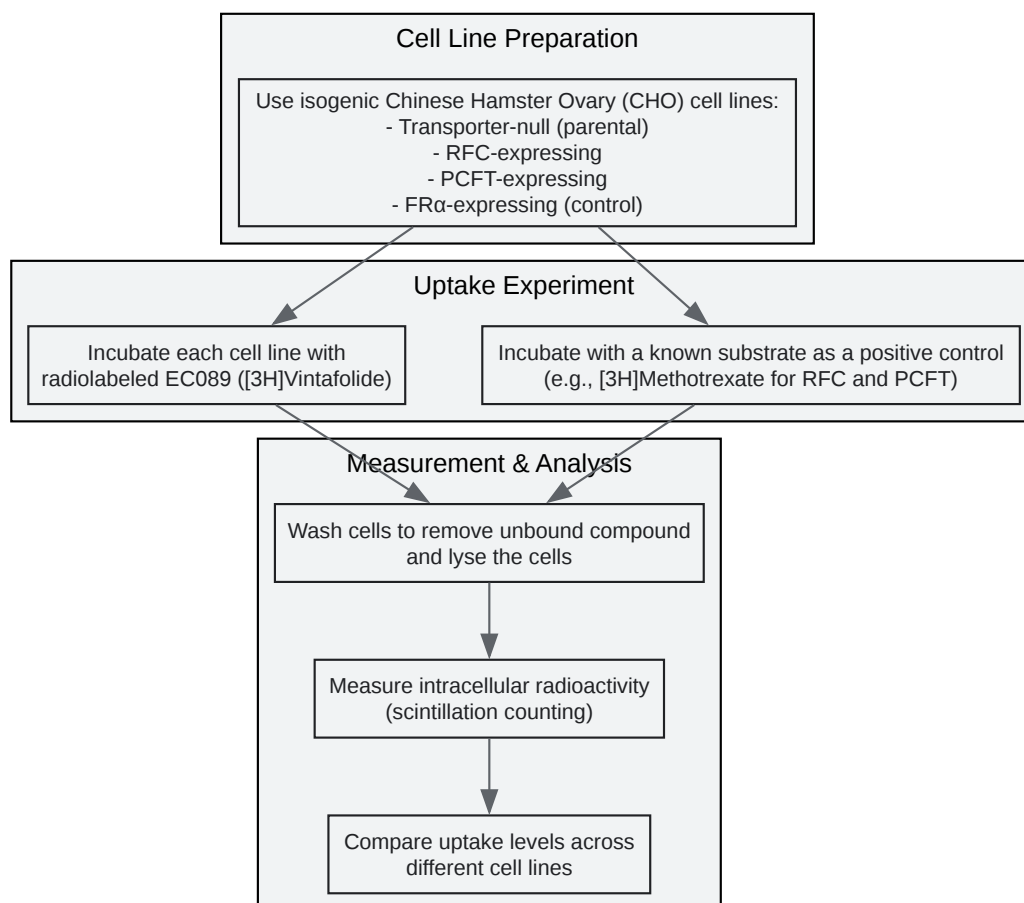 Cell Line Preparation
Use isogenic Chinese Hamster Ovary (CHO) cell lines:
- Transporter-null (parental)
- RFC-expressing
- PCFT-expressing
- FRα-expressing (control)
Uptake Experiment
Incubate each cell line with
radiolabeled EC089 ([3H]Vintafolide)
Incubate with a known substrate as a positive control
(e.g., [3H]Methotrexate for RFC and PCFT)
Measurement & Analysis
Wash cells to remove unbound compound
and lyse the cells
Measure intracellular radioactivity
(scintillation counting)
Compare uptake levels across
different cell lines